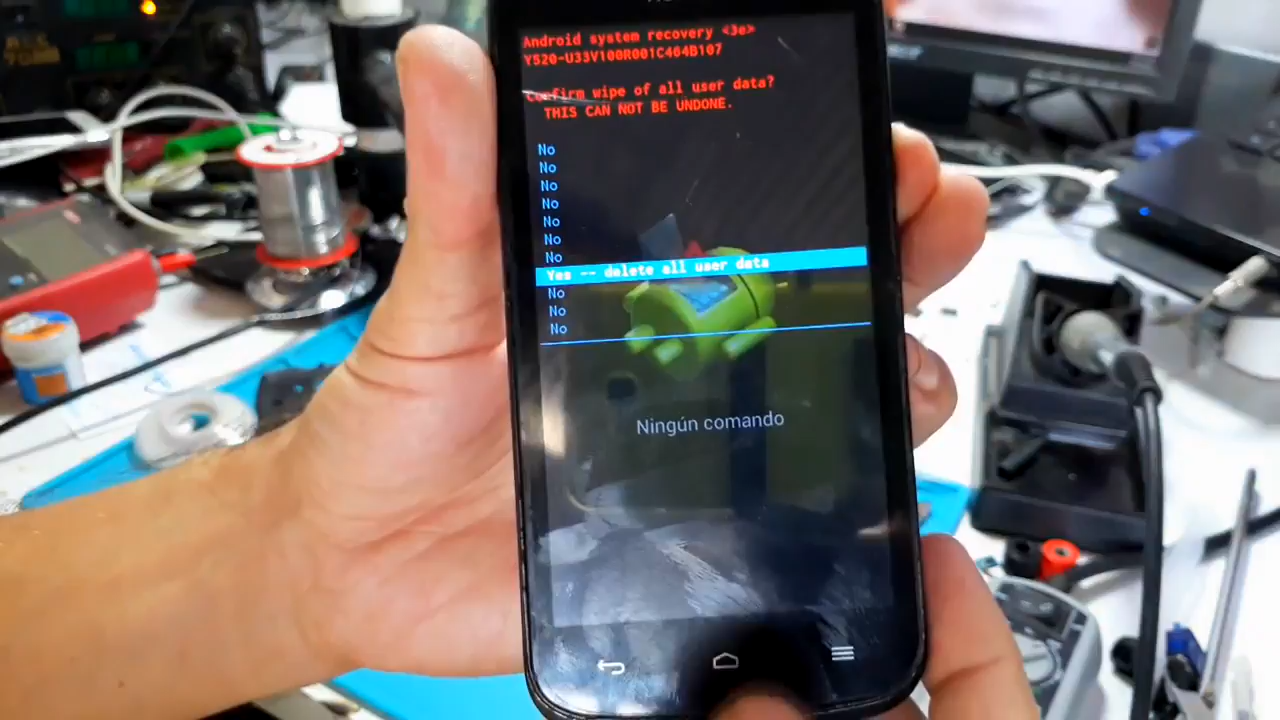 Android system recovery <3e>
Y520-U33V100R001C464B107
Confirm wipe of all user data?
THIS CAN NOT BE UNDONE.
No
No
No
No
No
No
No
Yes -- delete all user data
No
No
No
Ningún comando